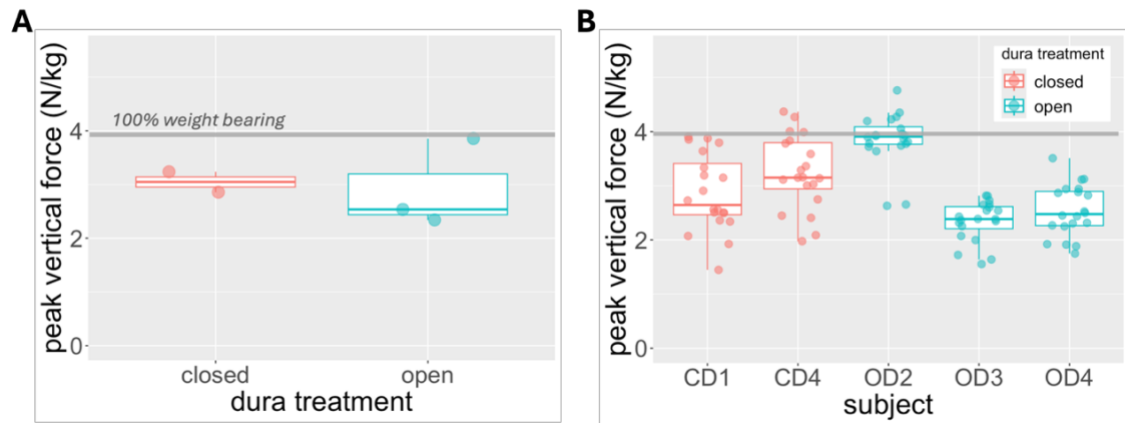 A
peak vertical force (N/kg)
4
2
0
100% weight bearing
closed
open
dura treatment
B
peak vertical force (N/kg)
4
2
0
dura treatment
closed
open
CD1
CD4
OD2
OD3
OD4
subject